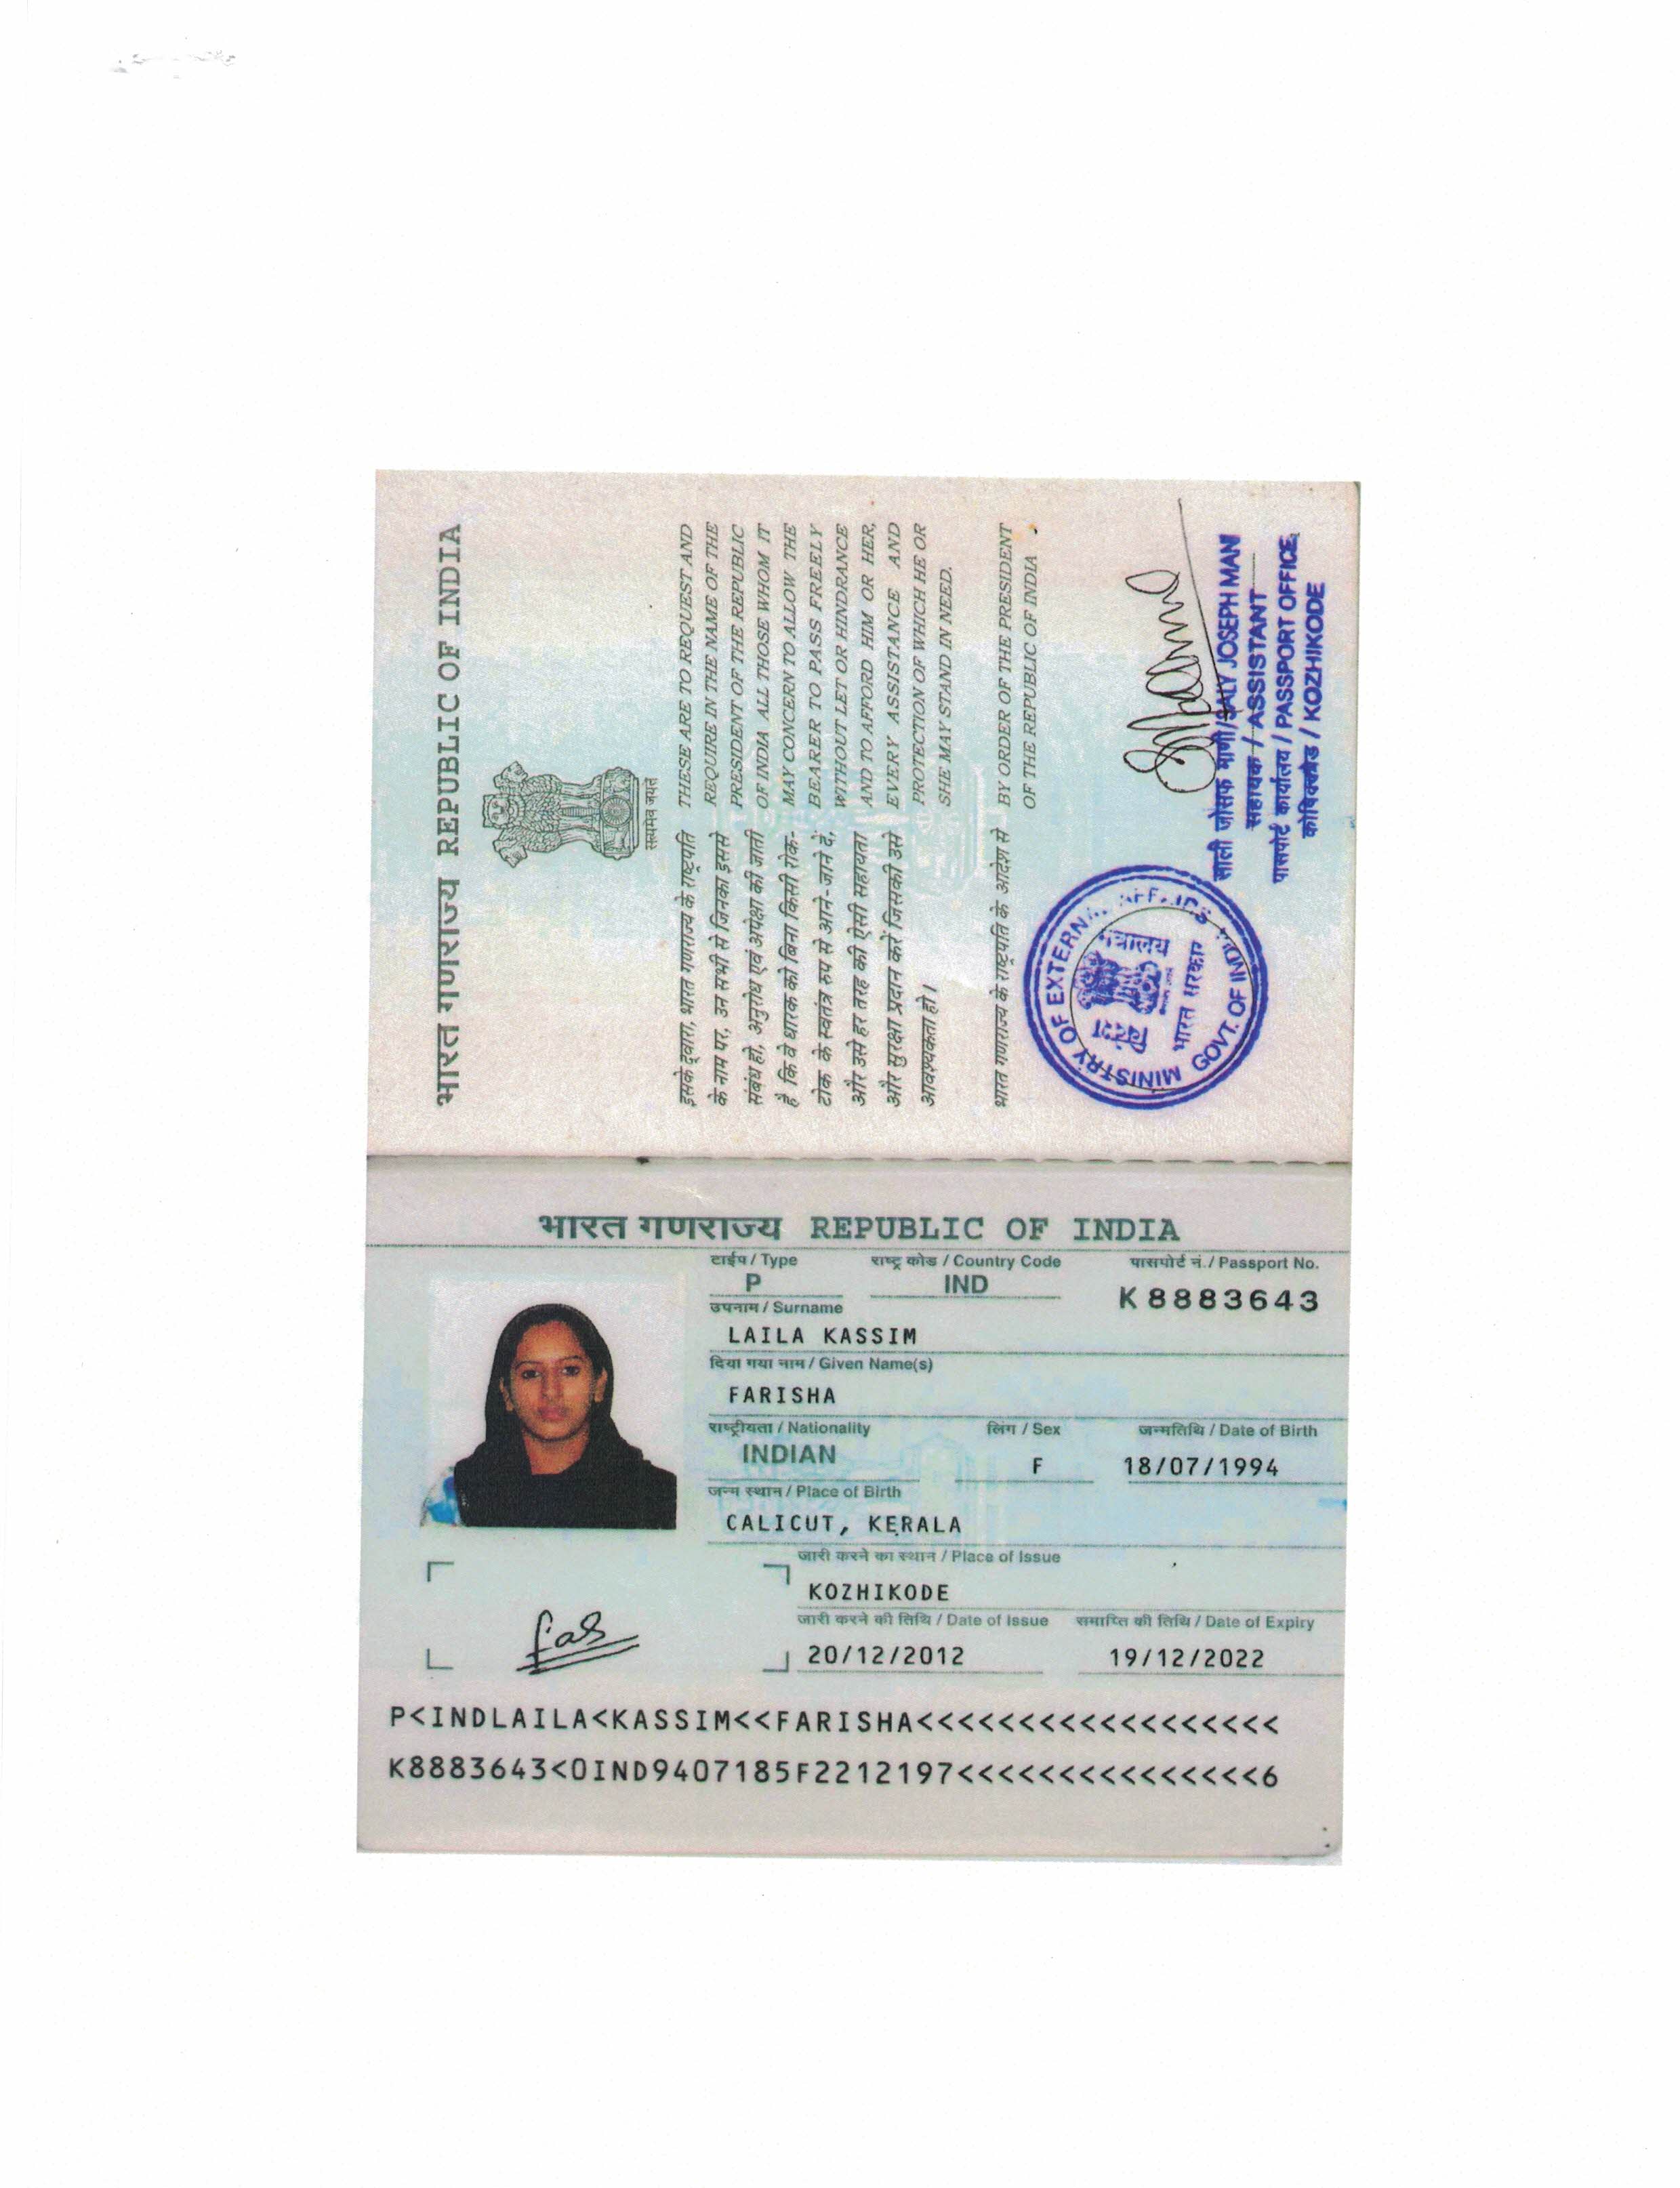 भारत गणराज्य REPUBLIC OF INDIA
सत्यमेव जयते
इसके द्वारा, भारत गणराज्य के राष्ट्रपति
के नाम पर, उन सभी से जिनका इससे
संबंध हो, अनुरोध एवं अपेक्षा की जाती
है कि वे धारक को बिना किसी रोक-
टोक के स्वतंत्र रूप से आने-जाने दें,
और उसे हर तरह की ऐसी सहायता
और सुरक्षा प्रदान करें जिसकी उसे
आवश्यकता हो।
THESE ARE TO REQUEST AND
REQUIRE IN THE NAME OF THE
PRESIDENT OF THE REPUBLIC
OF INDIA ALL THOSE WHOM IT
MAY CONCERN TO ALLOW THE
BEARER TO PASS FREELY
WITHOUT LET OR HINDRANCE
AND TO AFFORD HIM OR HER,
EVERY ASSISTANCE AND
PROTECTION OF WHICH HE OR
SHE MAY STAND IN NEED.
भारत गणराज्य के राष्ट्रपति के आदेश से
BY ORDER OF THE PRESIDENT
OF THE REPUBLIC OF INDIA
MINISTRY OF EXTERNAL AFFAIRS
विदेश मंत्रालय
भारत सरकार
GOVT. OF INDIA
साली जोसफ माणी/SALY JOSEPH MANI
सहायक / ASSISTANT
पासपोर्ट कार्यालय / PASSPORT OFFICE
कोषिक्कोड / KOZHIKODE
भारत गणराज्य REPUBLIC OF INDIA
टाईप / Type राष्ट्र कोड / Country Code पासपोर्ट नं. / Passport No.
P IND K8883643
उपनाम / Surname
LAILA KASSIM
दिया गया नाम / Given Name(s)
FARISHA
राष्ट्रीयता / Nationality लिंग / Sex जन्मतिथि / Date of Birth
INDIAN F 18/07/1994
जन्म स्थान / Place of Birth
CALICUT, KERALA
जारी करने का स्थान / Place of Issue
KOZHIKODE
जारी करने की तिथि / Date of Issue समाप्ति की तिथि / Date of Expiry
20/12/2012 19/12/2022
P<INDLAILA<KASSIM<<FARISHA<<<<<<<<<<<<<<<<<<
K8883643<0IND9407185F2212197<<<<<<<<<<<<<<<6